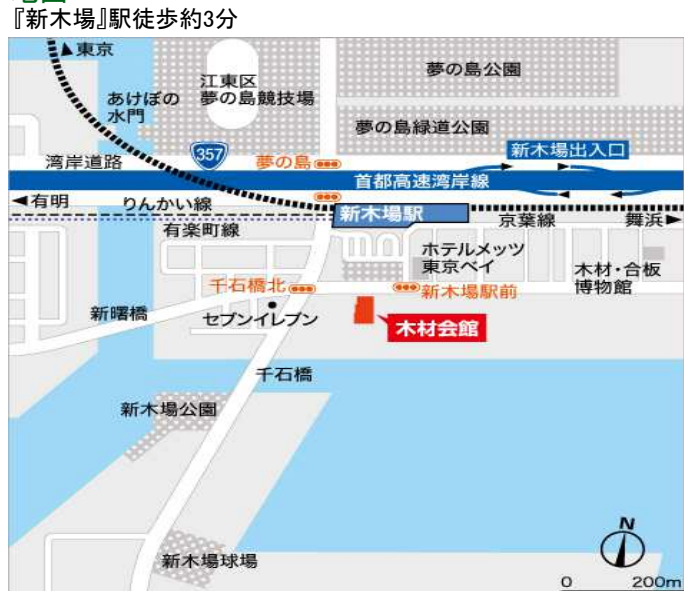 『新木場』駅徒歩約3分
東京
江東区
夢の島競技場
夢の島公園
あけぼの
水門
夢の島緑道公園
新木場出入口
湾岸道路
357
夢の島
首都高速湾岸線
有明
りんかい線
新木場駅
京葉線
舞浜
有楽町線
ホテルメッツ
東京ベイ
木材・合板
博物館
千石橋北
新木場駅前
新曙橋
セブンイレブン
木材会館
千石橋
新木場公園
新木場球場
N
0 200m